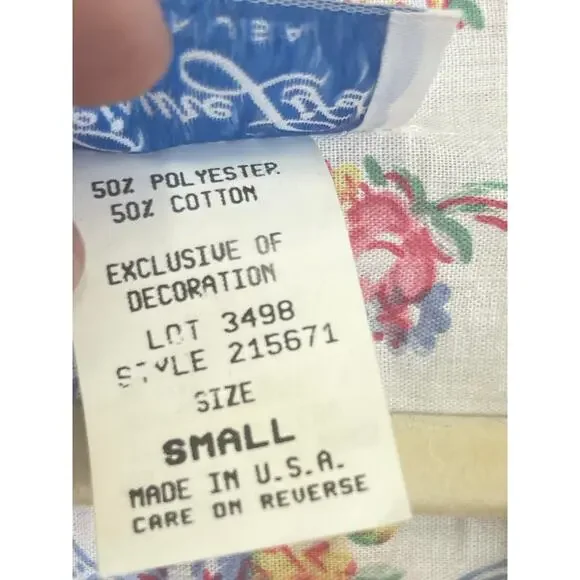 50% POLYESTER
50% COTTON
EXCLUSIVE OF
DECORATION
LOT 3498
STYLE 215671
SIZE
SMALL
MADE IN U.S.A.
CARE ON REVERSE